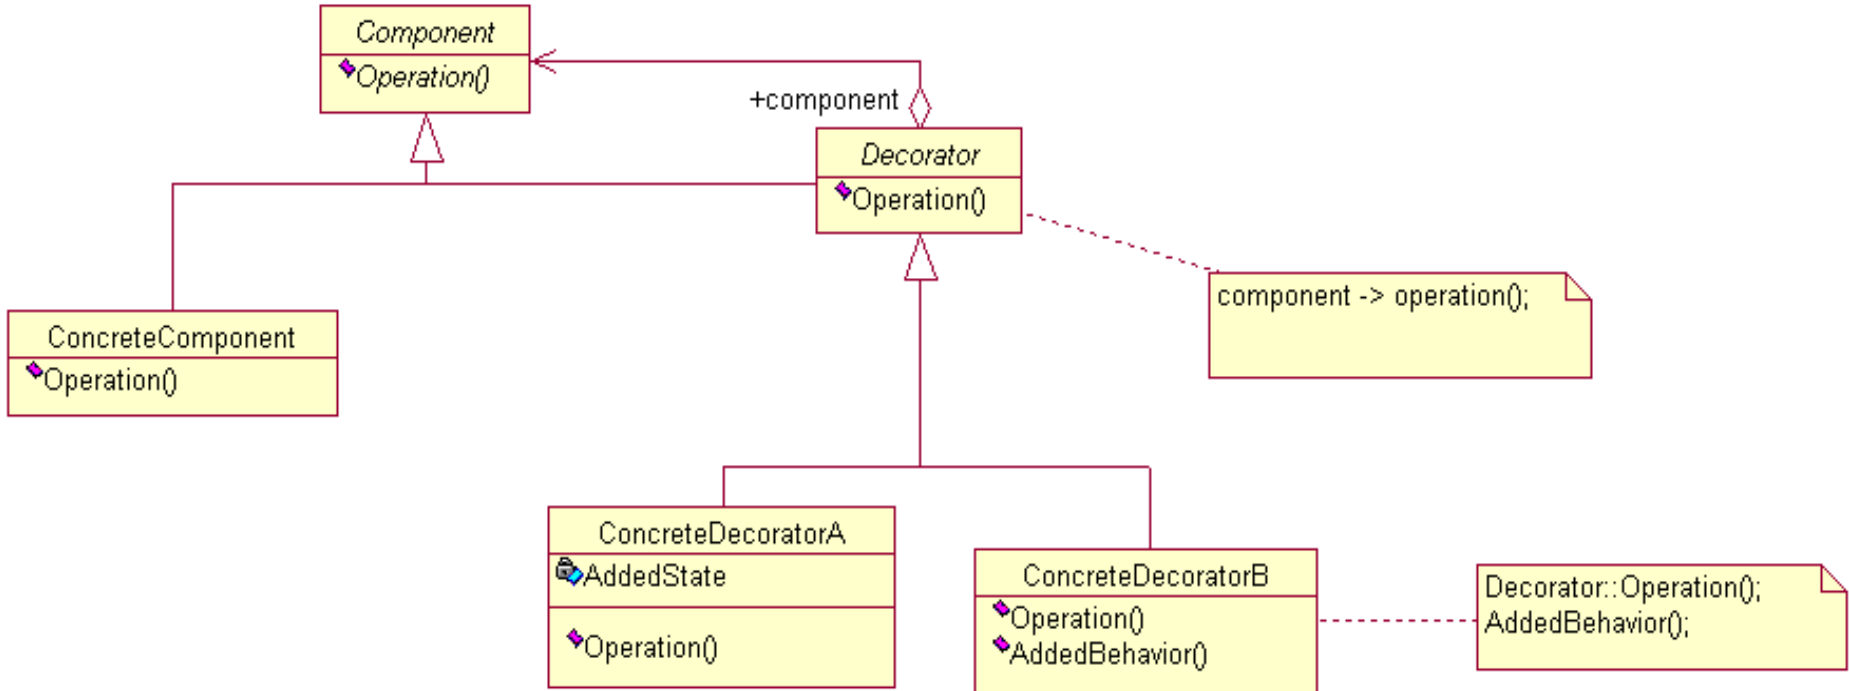 Component
Operation()
+component
Decorator
Operation()
component -> operation();
ConcreteComponent
Operation()
ConcreteDecoratorA
AddedState
Operation()
ConcreteDecoratorB
Operation()
AddedBehavior()
Decorator::Operation();
AddedBehavior();